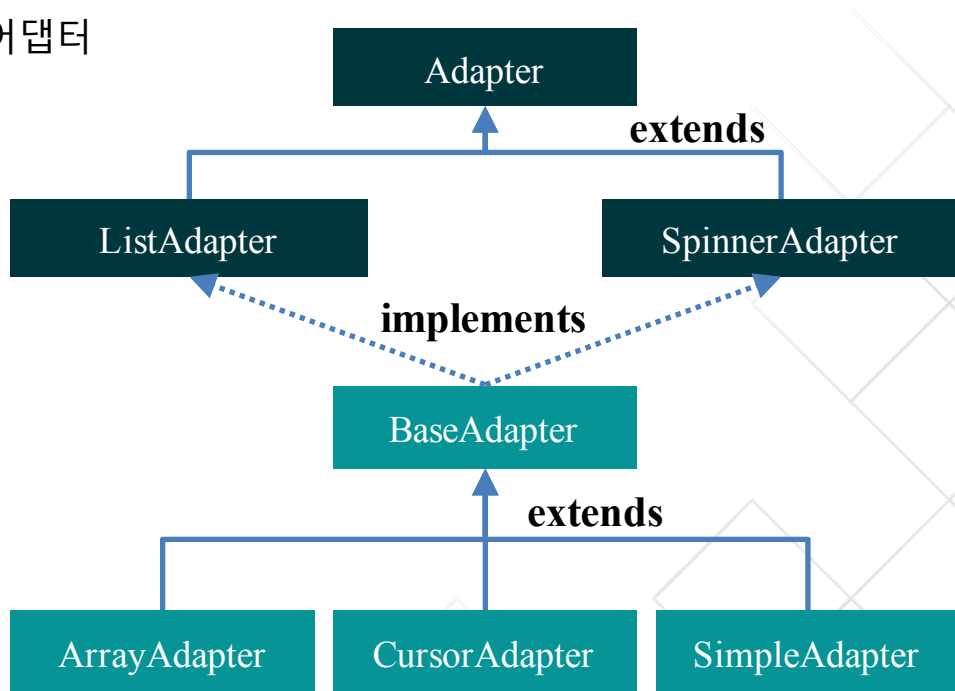 어댑터
Adapter
extends
ListAdapter
SpinnerAdapter
implements
BaseAdapter
extends
ArrayAdapter
CursorAdapter
SimpleAdapter